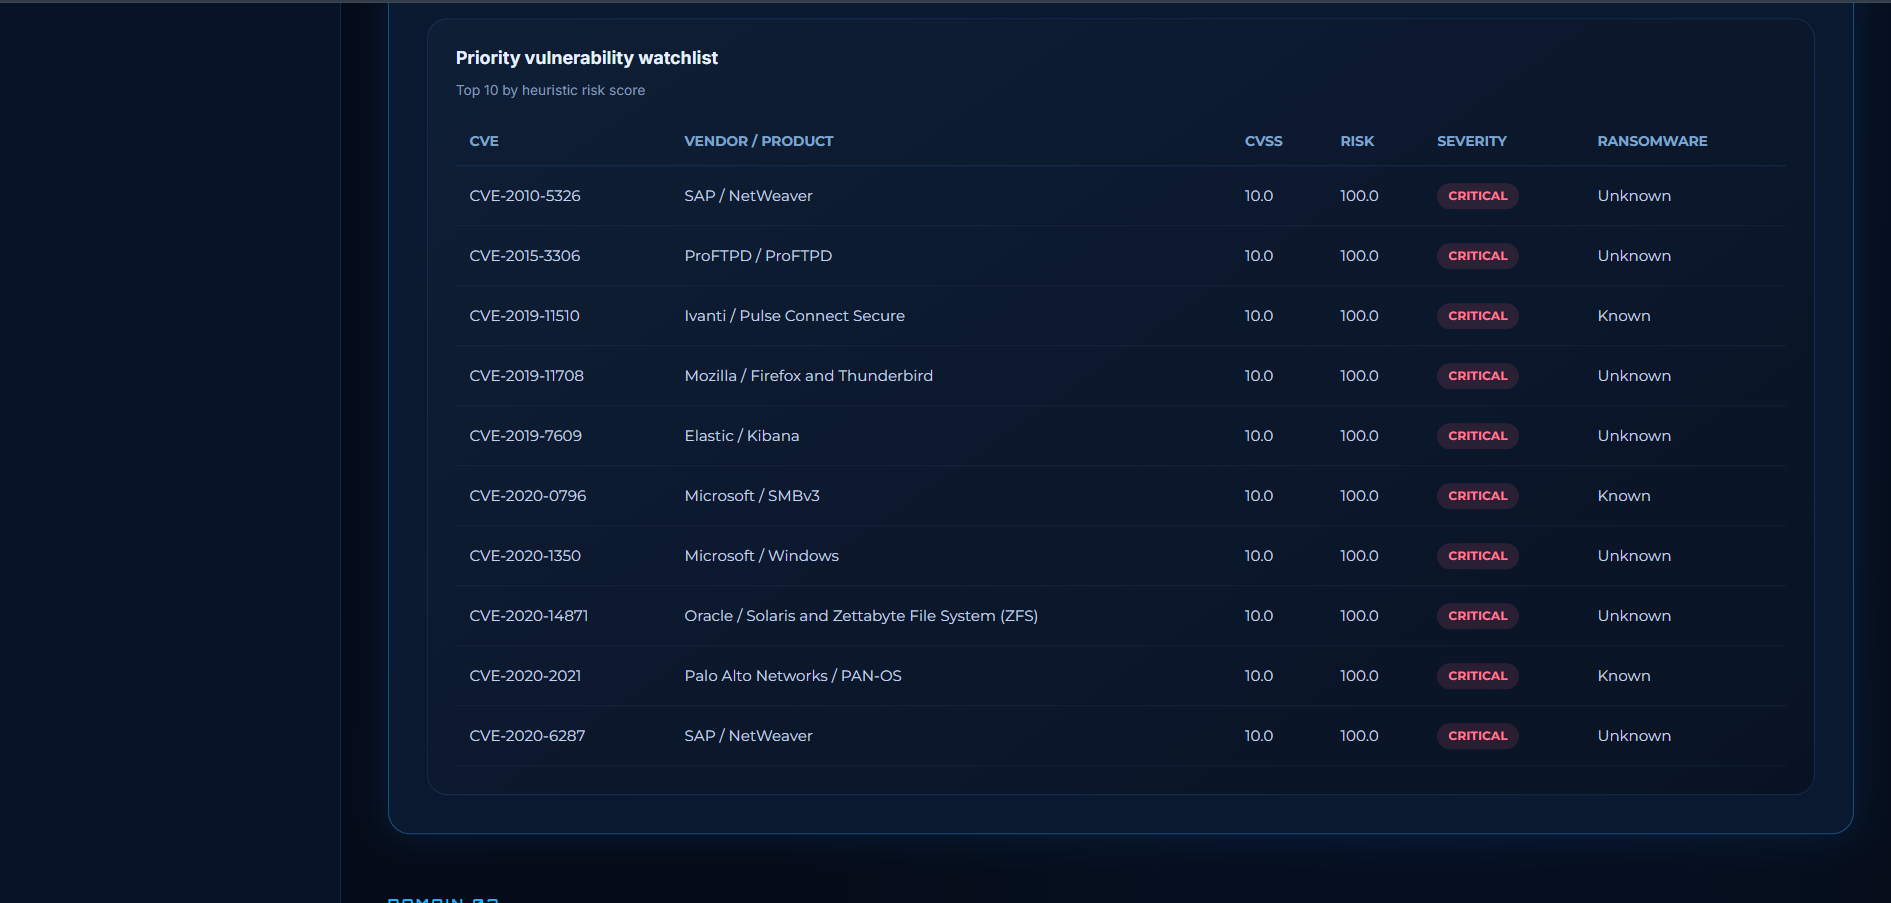 Priority vulnerability watchlist
Top 10 by heuristic risk score
CVE VENDOR / PRODUCT CVSS RISK SEVERITY RANSOMWARE
CVE-2010-5326 SAP / NetWeaver 10.0 100.0 CRITICAL Unknown
CVE-2015-3306 ProFTPD / ProFTPD 10.0 100.0 CRITICAL Unknown
CVE-2019-11510 Ivanti / Pulse Connect Secure 10.0 100.0 CRITICAL Known
CVE-2019-11708 Mozilla / Firefox and Thunderbird 10.0 100.0 CRITICAL Unknown
CVE-2019-7609 Elastic / Kibana 10.0 100.0 CRITICAL Unknown
CVE-2020-0796 Microsoft / SMBv3 10.0 100.0 CRITICAL Known
CVE-2020-1350 Microsoft / Windows 10.0 100.0 CRITICAL Unknown
CVE-2020-14871 Oracle / Solaris and Zettabyte File System (ZFS) 10.0 100.0 CRITICAL Unknown
CVE-2020-2021 Palo Alto Networks / PAN-OS 10.0 100.0 CRITICAL Known
CVE-2020-6287 SAP / NetWeaver 10.0 100.0 CRITICAL Unknown